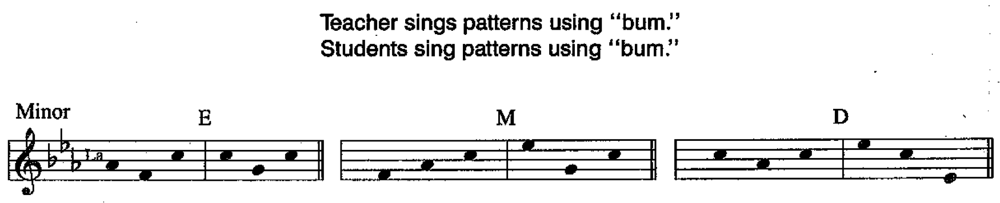 Teacher sings patterns using “bum.”
Students sing patterns using “bum.”
Minor E M D
La